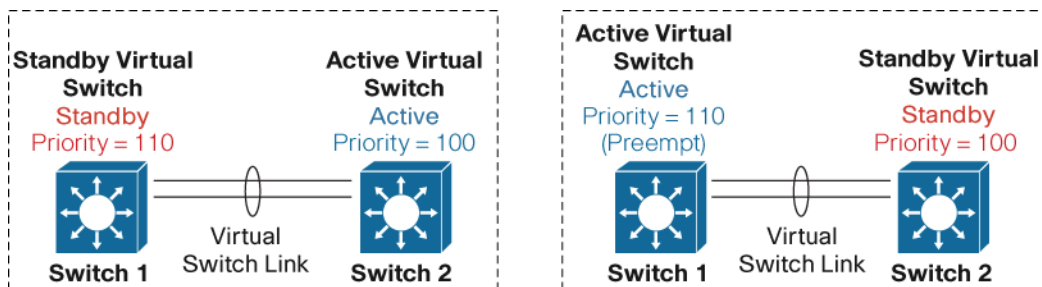 Standby Virtual
Switch
Standby
Priority = 110
Active Virtual
Switch
Active
Priority = 100
Virtual
Switch Link
Switch 1
Switch 2
Active Virtual
Switch
Active
Priority = 110
(Preempt)
Standby Virtual
Switch
Standby
Priority = 100
Virtual
Switch Link
Switch 1
Switch 2